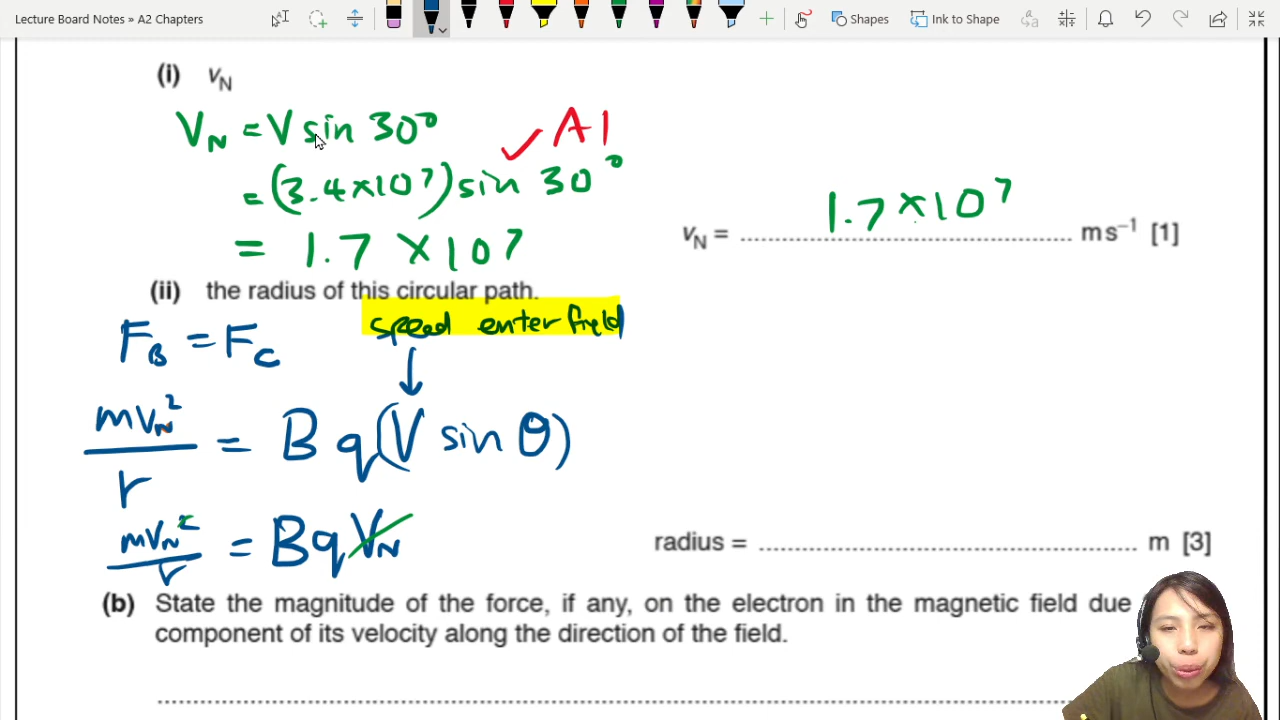 Lecture Board Notes » A2 Chapters
Shapes
Ink to Shape
(i) vN
VN = V sin 30°
✓ A1
= (3.4×10⁷) sin 30°
= 1.7 × 10⁷
1.7 × 10⁷
vN = ........................................ m s⁻¹ [1]
(ii) the radius of this circular path.
speed enter field
FB = FC
↓
mVN²/r = Bq(V sin θ)
mVN²/r = BqVN
radius = ........................................ m [3]
(b) State the magnitude of the force, if any, on the electron in the magnetic field due
component of its velocity along the direction of the field.